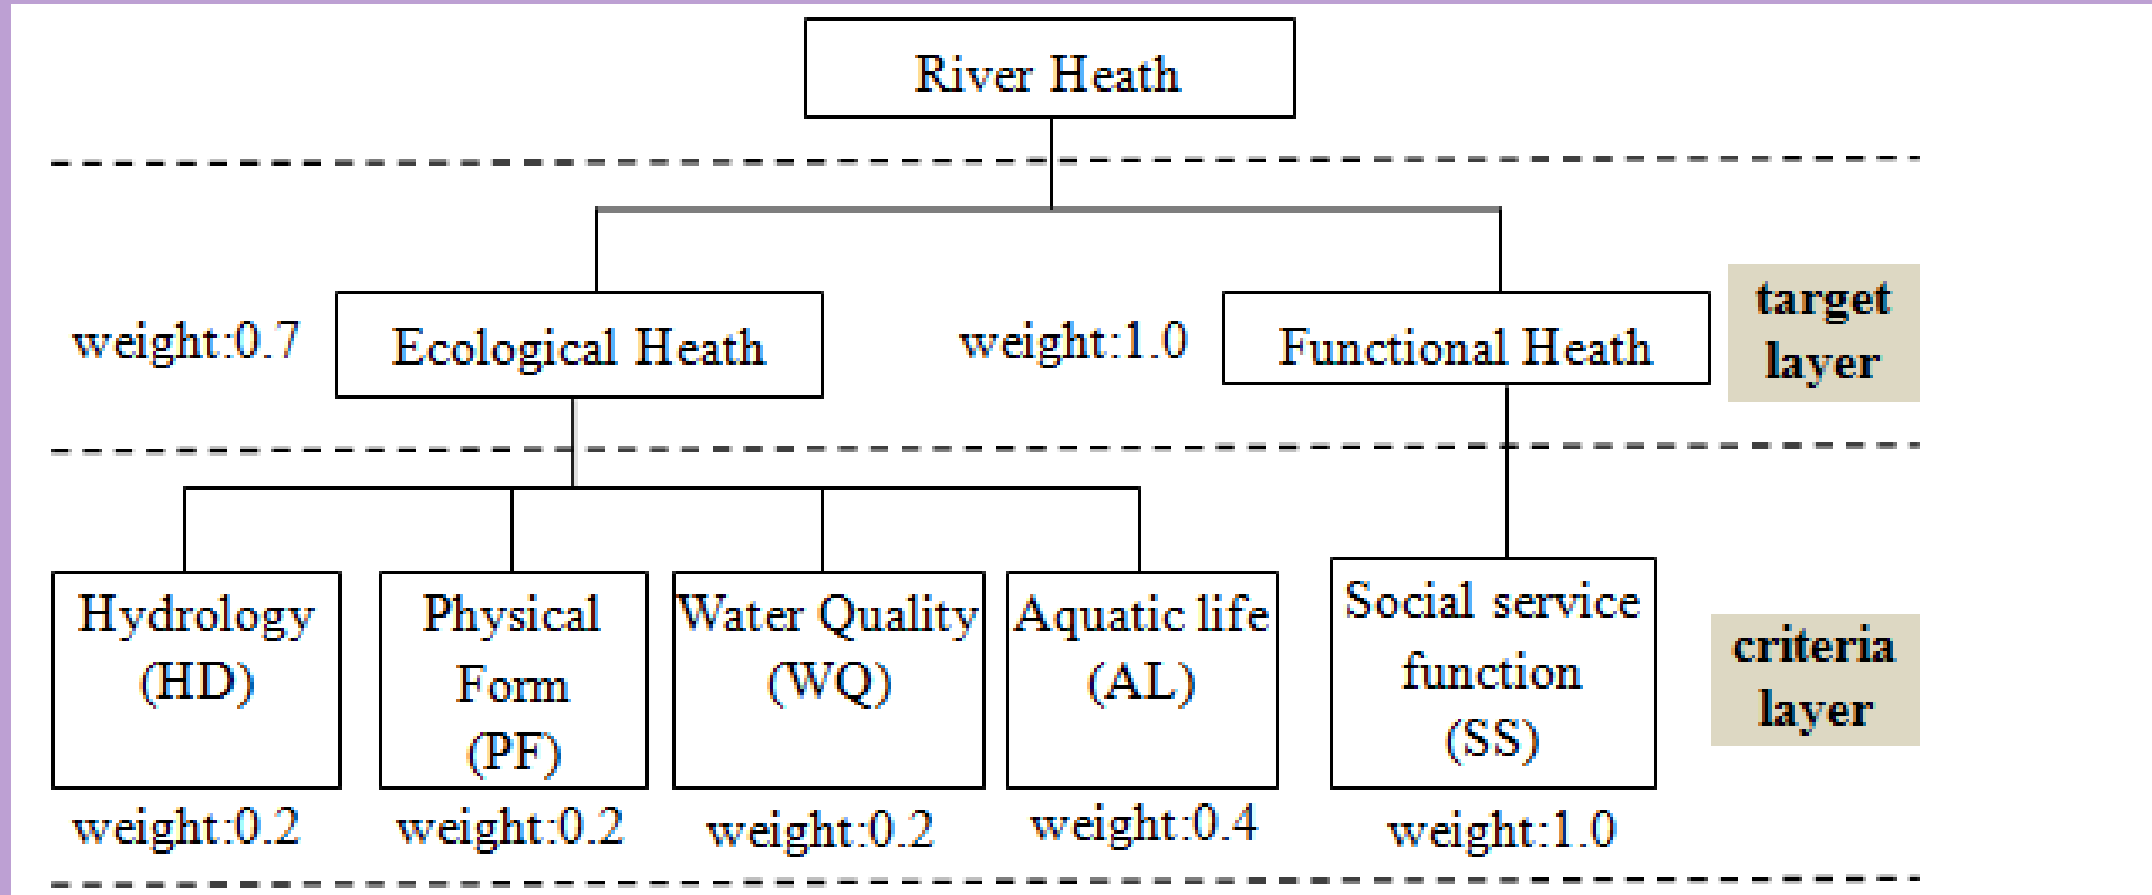 River Heath
weight:0.7
Ecological Heath
weight:1.0
Functional Heath
target
layer
Hydrology
(HD)
Physical
Form
(PF)
Water Quality
(WQ)
Aquatic life
(AL)
Social service
function
(SS)
criteria
layer
weight:0.2
weight:0.2
weight:0.2
weight:0.4
weight:1.0